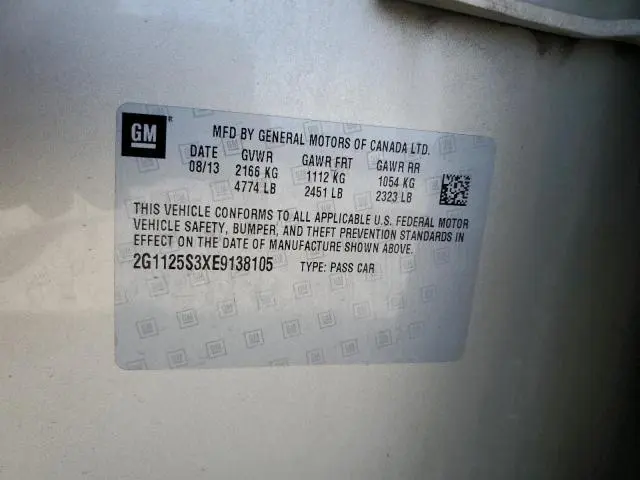 GM ®
MFD BY GENERAL MOTORS OF CANADA LTD.
DATE GVWR GAWR FRT GAWR RR
08/13 2166 KG 1112 KG 1054 KG
4774 LB 2451 LB 2323 LB
THIS VEHICLE CONFORMS TO ALL APPLICABLE U.S. FEDERAL MOTOR
VEHICLE SAFETY, BUMPER, AND THEFT PREVENTION STANDARDS IN
EFFECT ON THE DATE OF MANUFACTURE SHOWN ABOVE.
2G1125S3XE9138105 TYPE: PASS CAR